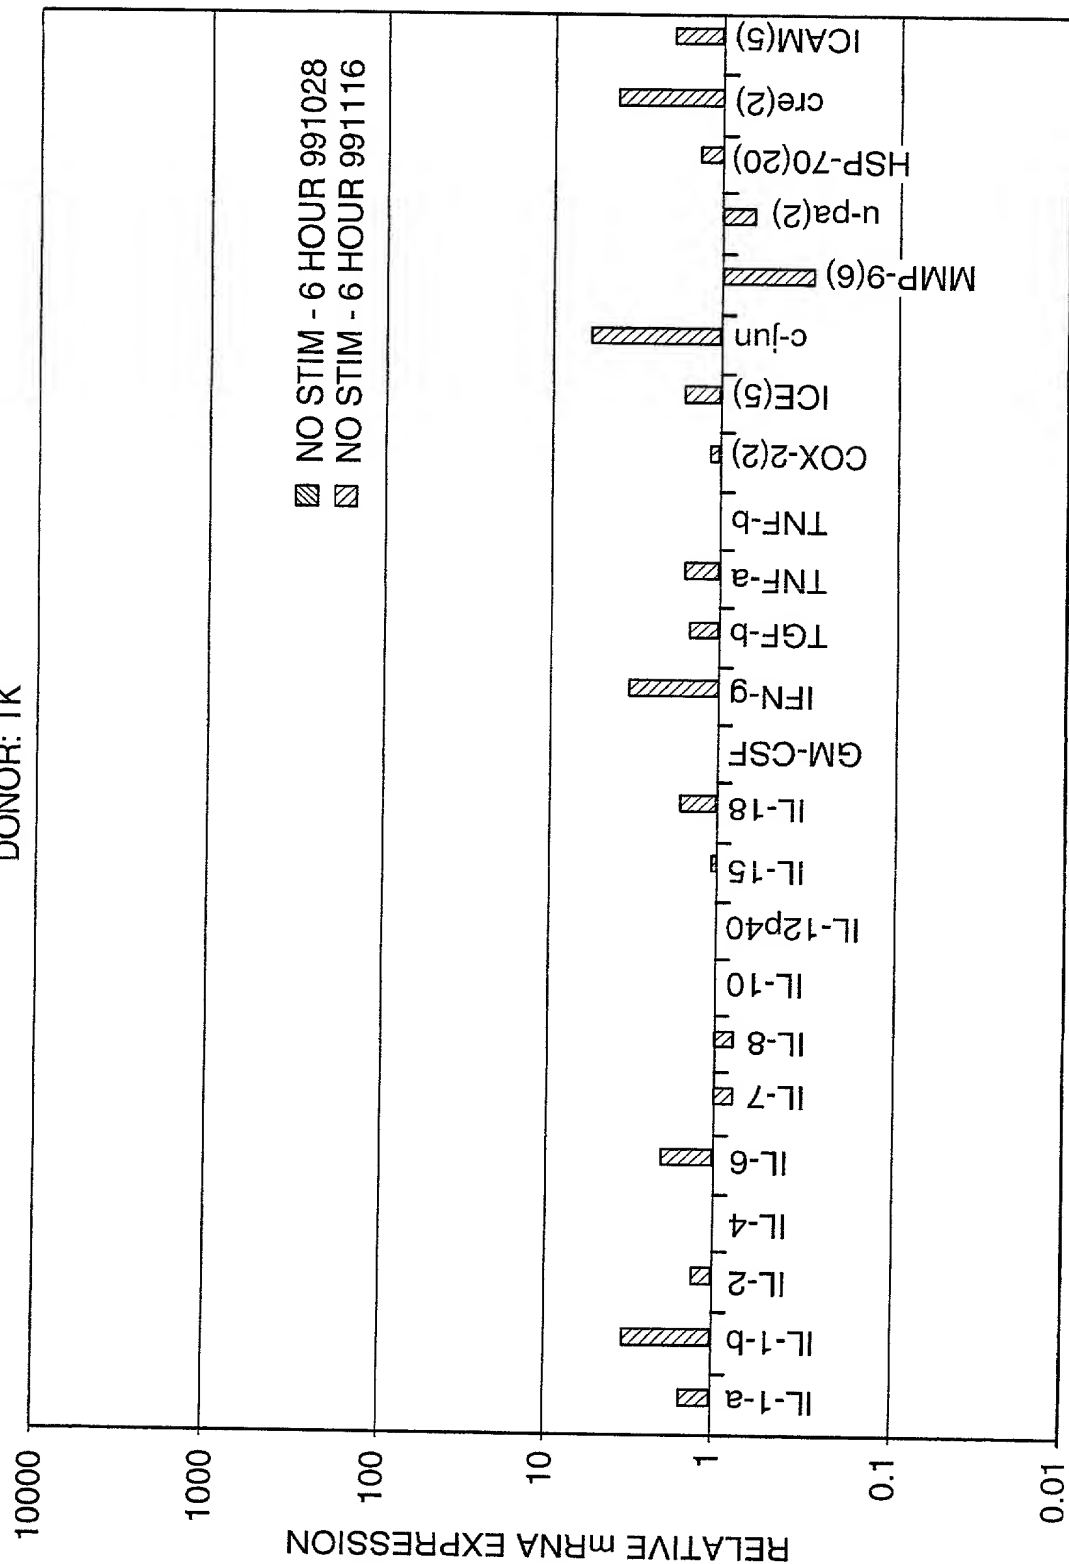 DONOR: TK
NO STIM - 6 HOUR 991028
NO STIM - 6 HOUR 991116
RELATIVE mRNA EXPRESSION
10000
1000
100
10
1
0.1
0.01
IL-1-a
IL-1-b
IL-2
IL-4
IL-6
IL-7
IL-8
IL-10
IL-12p40
IL-15
IL-18
GM-CSF
IFN-g
TGF-b
TNF-a
TNF-b
COX-2(2)
ICE(5)
c-jun
MMP-9(6)
u-pa(2)
HSP-70(20)
cre(2)
ICAM(5)